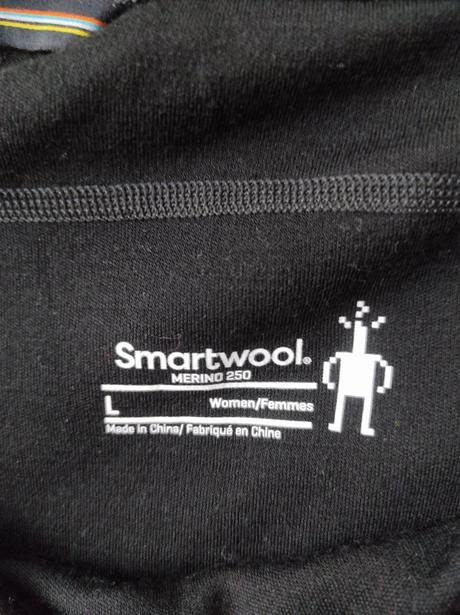 Smartwool®
MERINO 250
L Women/Femmes
Made in China/ Fabriqué en Chine